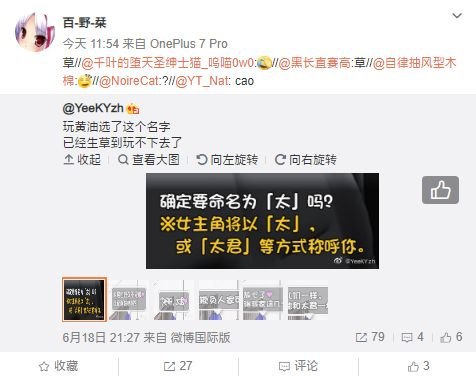 百-野-栞
今天 11:54 来自 OnePlus 7 Pro
草//@千叶的堕天圣绅士猫_呜喵0w0://@黑长直赛高:草//@自律抽风型木
棉://@NoireCat:?//@YT_Nat: cao
@YeeKYzh
玩黄油选了这个名字
已经生草到玩不下去了
收起 查看大图 向左旋转 向右旋转
确定要命名为「太」吗?
※女主角将以「太」,
或「太君」等方式称呼你。
@YeeKYzh
6月18日 21:27 来自 微博国际版 79 4 6
收藏 27 评论 3